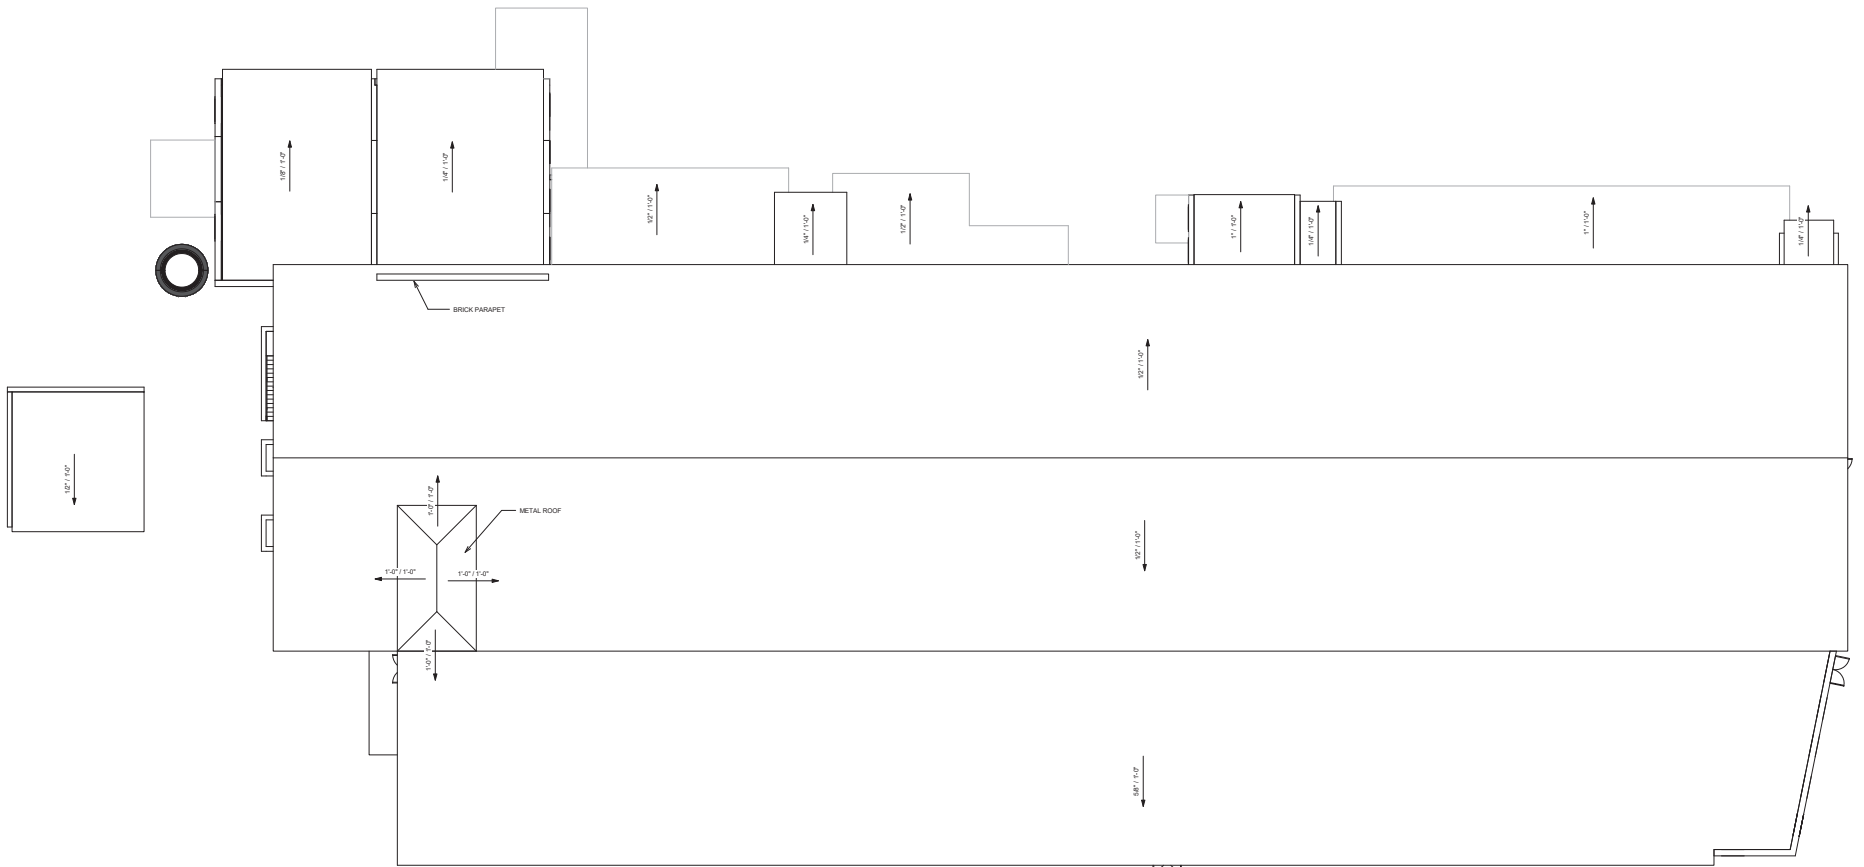 1/8" / 1'-0"
1/4" / 1'-0"
1/2" / 1'-0"
1/4" / 1'-0"
1/2" / 1'-0"
1" / 1'-0"
1/4" / 1'-0"
1" / 1'-0"
1/4" / 1'-0"
BRICK PARAPET
1/2" / 1'-0"
1/2" / 1'-0"
1'-0" / 1'-0"
METAL ROOF
1/2" / 1'-0"
1'-0" / 1'-0"
1'-0" / 1'-0"
1'-0" / 1'-0"
5/8" / 1'-0"